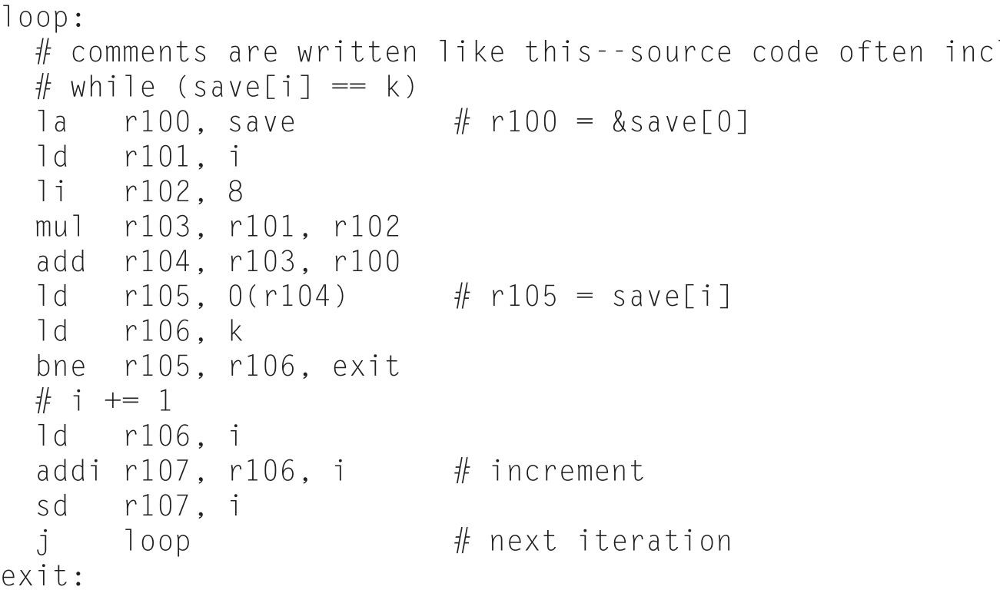 loop:
# comments are written like this--source code often
# while (save[i] == k)
la r100, save # r100 = &save[0]
ld r101, i
li r102, 8
mul r103, r101, r102
add r104, r103, r100
ld r105, 0(r104) # r105 = save[i]
ld r106, k
bne r105, r106, exit
# i += 1
ld r106, i
addi r107, r106, i # increment
sd r107, i
j loop # next iteration
exit: